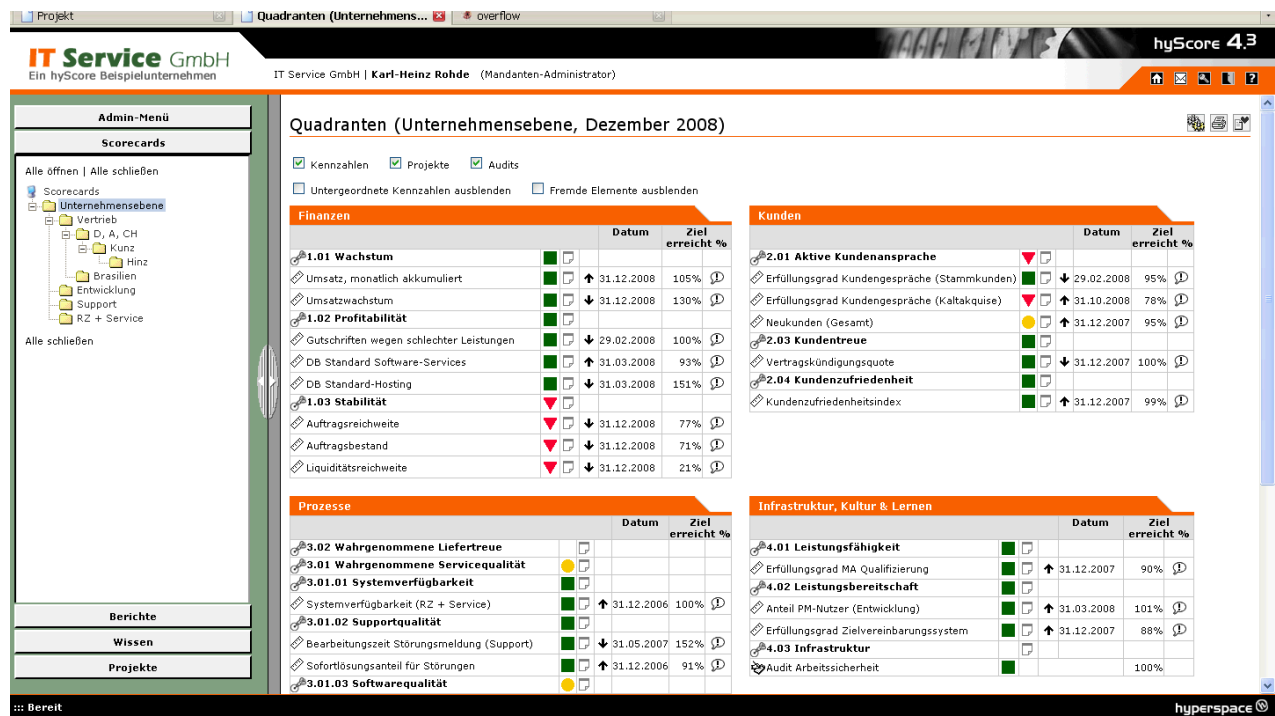 Projekt
Quadranten (Unternehmens...
overflow
IT Service GmbH
Ein hyScore Beispielunternehmen
hyScore 4.3
IT Service GmbH | Karl-Heinz Rohde (Mandanten-Administrator)
Admin-Menü
Scorecards
Alle öffnen | Alle schließen
Scorecards
Unternehmensebene
Vertrieb
D, A, CH
Kunz
Hinz
Brasilien
Entwicklung
Support
RZ + Service
Alle schließen
Berichte
Wissen
Projekte
Quadranten (Unternehmensebene, Dezember 2008)
Kennzahlen Projekte Audits
Untergeordnete Kennzahlen ausblenden Fremde Elemente ausblenden
Finanzen
Datum Ziel erreicht %
1.01 Wachstum
Umsatz, monatlich akkumuliert 31.12.2008 105%
Umsatzwachstum 31.12.2008 130%
1.02 Profitabilität
Gutschriften wegen schlechter Leistungen 29.02.2008 100%
DB Standard Software-Services 31.03.2008 93%
DB Standard-Hosting 31.03.2008 151%
1.03 Stabilität
Auftragsreichweite 31.12.2008 77%
Auftragsbestand 31.12.2008 71%
Liquiditätsreichweite 31.12.2008 21%
Kunden
Datum Ziel erreicht %
2.01 Aktive Kundenansprache
Erfüllungsgrad Kundengespräche (Stammkunden) 29.02.2008 95%
Erfüllungsgrad Kundengespräche (Kaltakquise) 31.10.2008 78%
Neukunden (Gesamt) 31.12.2007 95%
2.03 Kundentreue
Vertragskündigungsquote 31.12.2007 100%
2.04 Kundenzufriedenheit
Kundenzufriedenheitsindex 31.12.2007 99%
Prozesse
Datum Ziel erreicht %
3.02 Wahrgenommene Liefertreue
3.01 Wahrgenommene Servicequalität
3.01.01 Systemverfügbarkeit
Systemverfügbarkeit (RZ + Service) 31.12.2006 100%
3.01.02 Supportqualität
Bearbeitungszeit Störungsmeldung (Support) 31.05.2007 152%
Sofortlösungsanteil für Störungen 31.12.2006 91%
3.01.03 Softwarequalität
Infrastruktur, Kultur & Lernen
Datum Ziel erreicht %
4.01 Leistungsfähigkeit
Erfüllungsgrad MA Qualifizierung 31.12.2007 90%
4.02 Leistungsbereitschaft
Anteil PM-Nutzer (Entwicklung) 31.03.2008 101%
Erfüllungsgrad Zielvereinbarungssystem 31.12.2007 88%
4.03 Infrastruktur
Audit Arbeitssicherheit 100%
::: Bereit
hyperspace